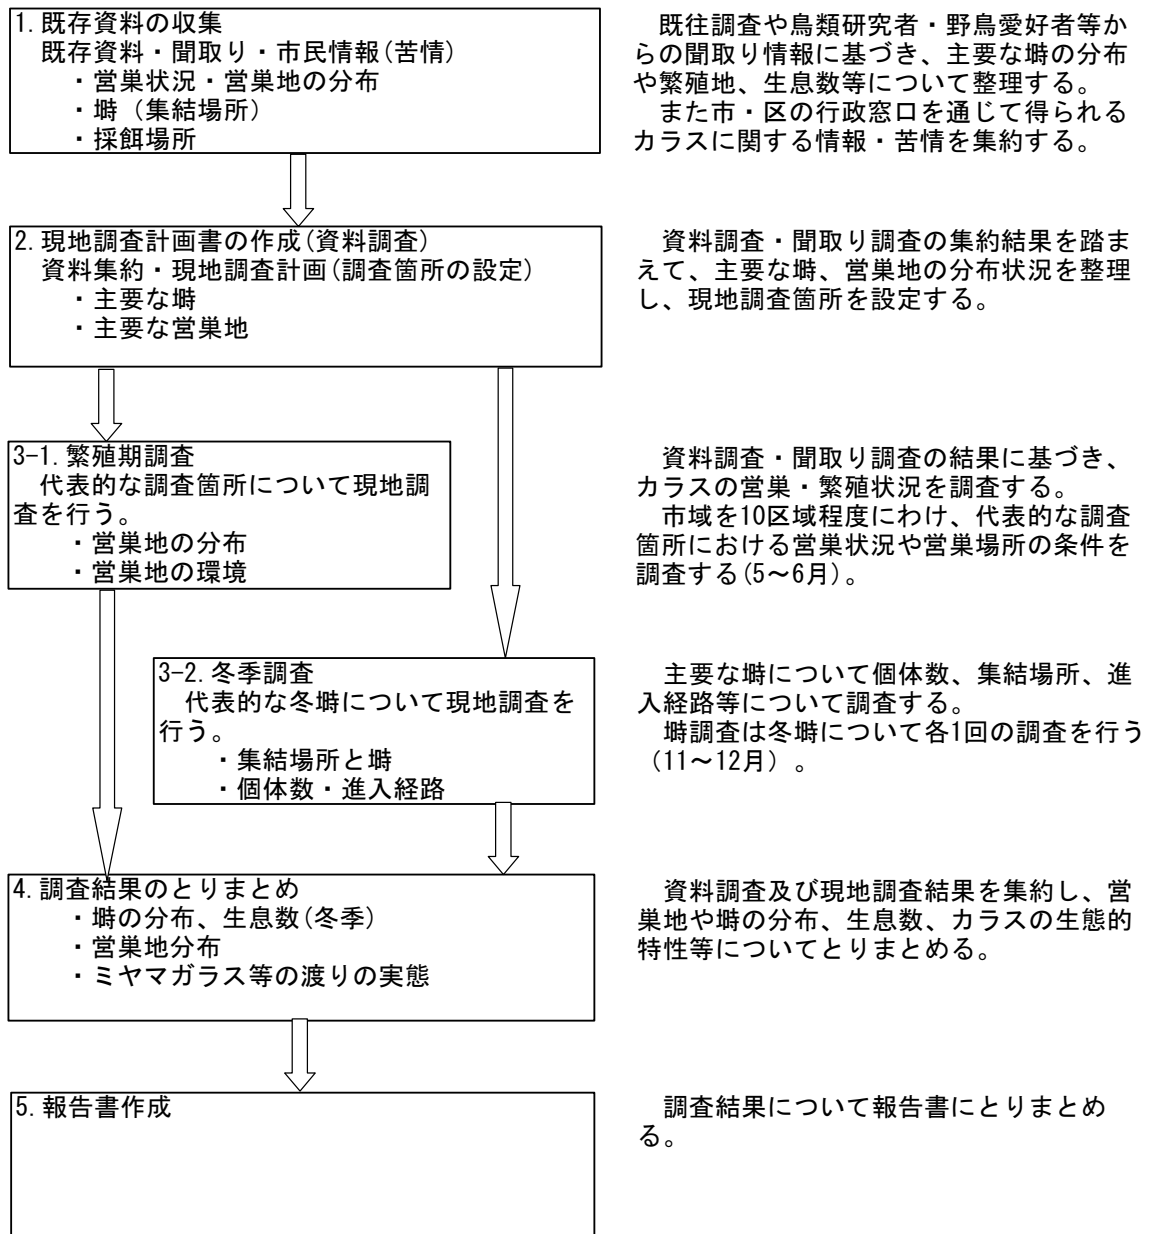 1.既存資料の収集
既存資料・聞取り・市民情報(苦情)
・営巣状況・営巣地の分布
・塒（集結場所）
・採餌場所
既往調査や鳥類研究者・野鳥愛好者等か
らの聞取り情報に基づき、主要な塒の分布
や繁殖地、生息数等について整理する。
また市・区の行政窓口を通じて得られる
カラスに関する情報・苦情を集約する。
2.現地調査計画書の作成(資料調査)
資料集約・現地調査計画(調査箇所の設定)
・主要な塒
・主要な営巣地
資料調査・聞取り調査の集約結果を踏ま
えて、主要な塒、営巣地の分布状況を整理
し、現地調査箇所を設定する。
3-1.繁殖期調査
代表的な調査箇所について現地調
査を行う。
・営巣地の分布
・営巣地の環境
資料調査・聞取り調査の結果に基づき、
カラスの営巣・繁殖状況を調査する。
市域を10区域程度にわけ、代表的な調査
箇所における営巣状況や営巣場所の条件を
調査する(5～6月)。
3-2.冬季調査
代表的な冬塒について現地調査を
行う。
・集結場所と塒
・個体数・進入経路
主要な塒について個体数、集結場所、進
入経路等について調査する。
塒調査は冬塒について各1回の調査を行う
（11～12月）。
4.調査結果のとりまとめ
・塒の分布、生息数(冬季)
・営巣地分布
・ミヤマガラス等の渡りの実態
資料調査及び現地調査結果を集約し、営
巣地や塒の分布、生息数、カラスの生態的
特性等についてとりまとめる。
5.報告書作成
調査結果について報告書にとりまとめ
る。